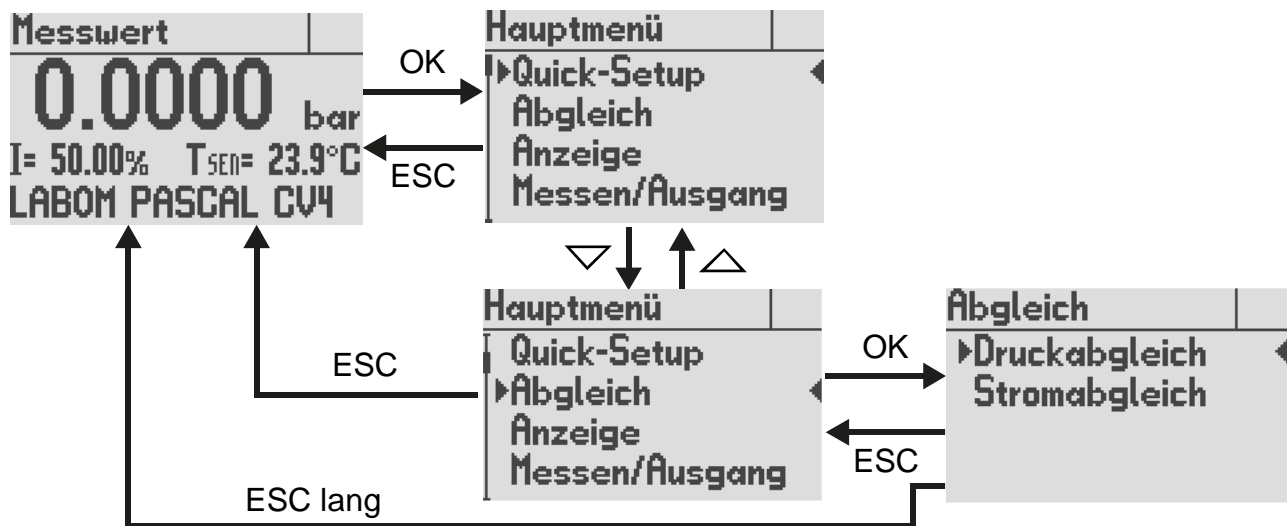 Messwert
0.0000 bar
I= 50.00% TSEN= 23.9°C
LABOM PASCAL CV4
OK
ESC
Hauptmenü
Quick-Setup
Abgleich
Anzeige
Messen/Ausgang
Hauptmenü
Quick-Setup
Abgleich
Anzeige
Messen/Ausgang
ESC
OK
ESC
Abgleich
Druckabgleich
Stromabgleich
ESC lang